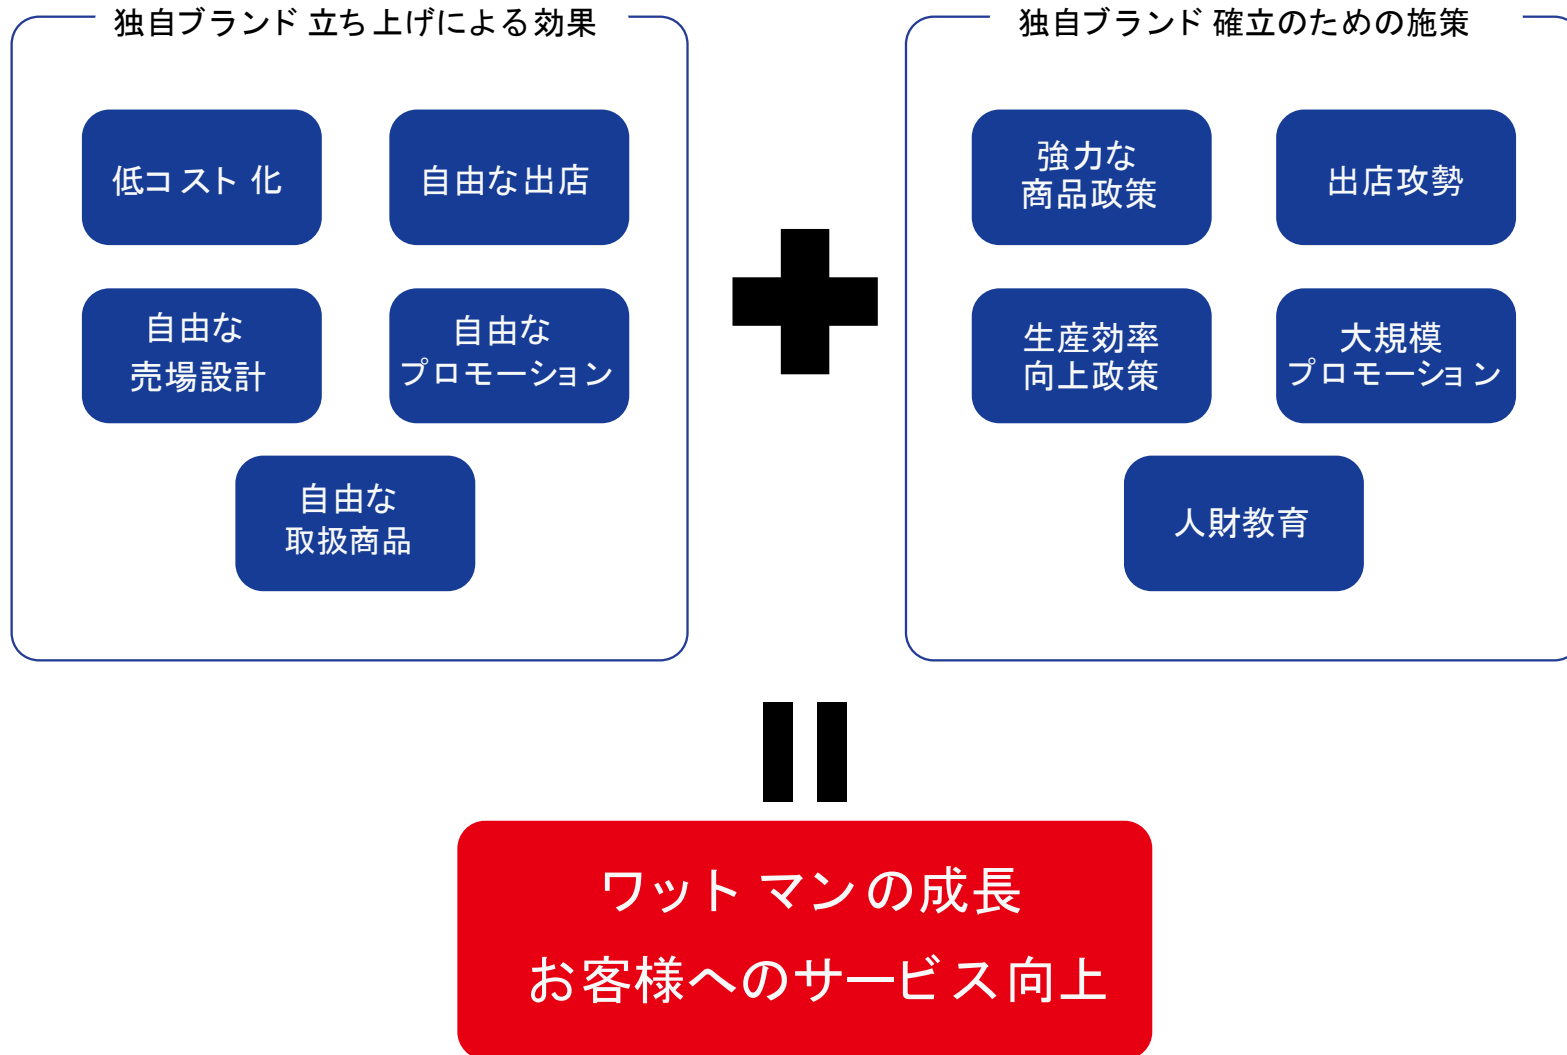 独自ブランド立ち上げによる効果
低コスト化
自由な出店
自由な
売場設計
自由な
プロモーション
自由な
取扱商品
独自ブランド確立のための施策
強力な
商品政策
出店攻勢
生産効率
向上政策
大規模
プロモーション
人財教育
ワットマンの成長
お客様へのサービス向上